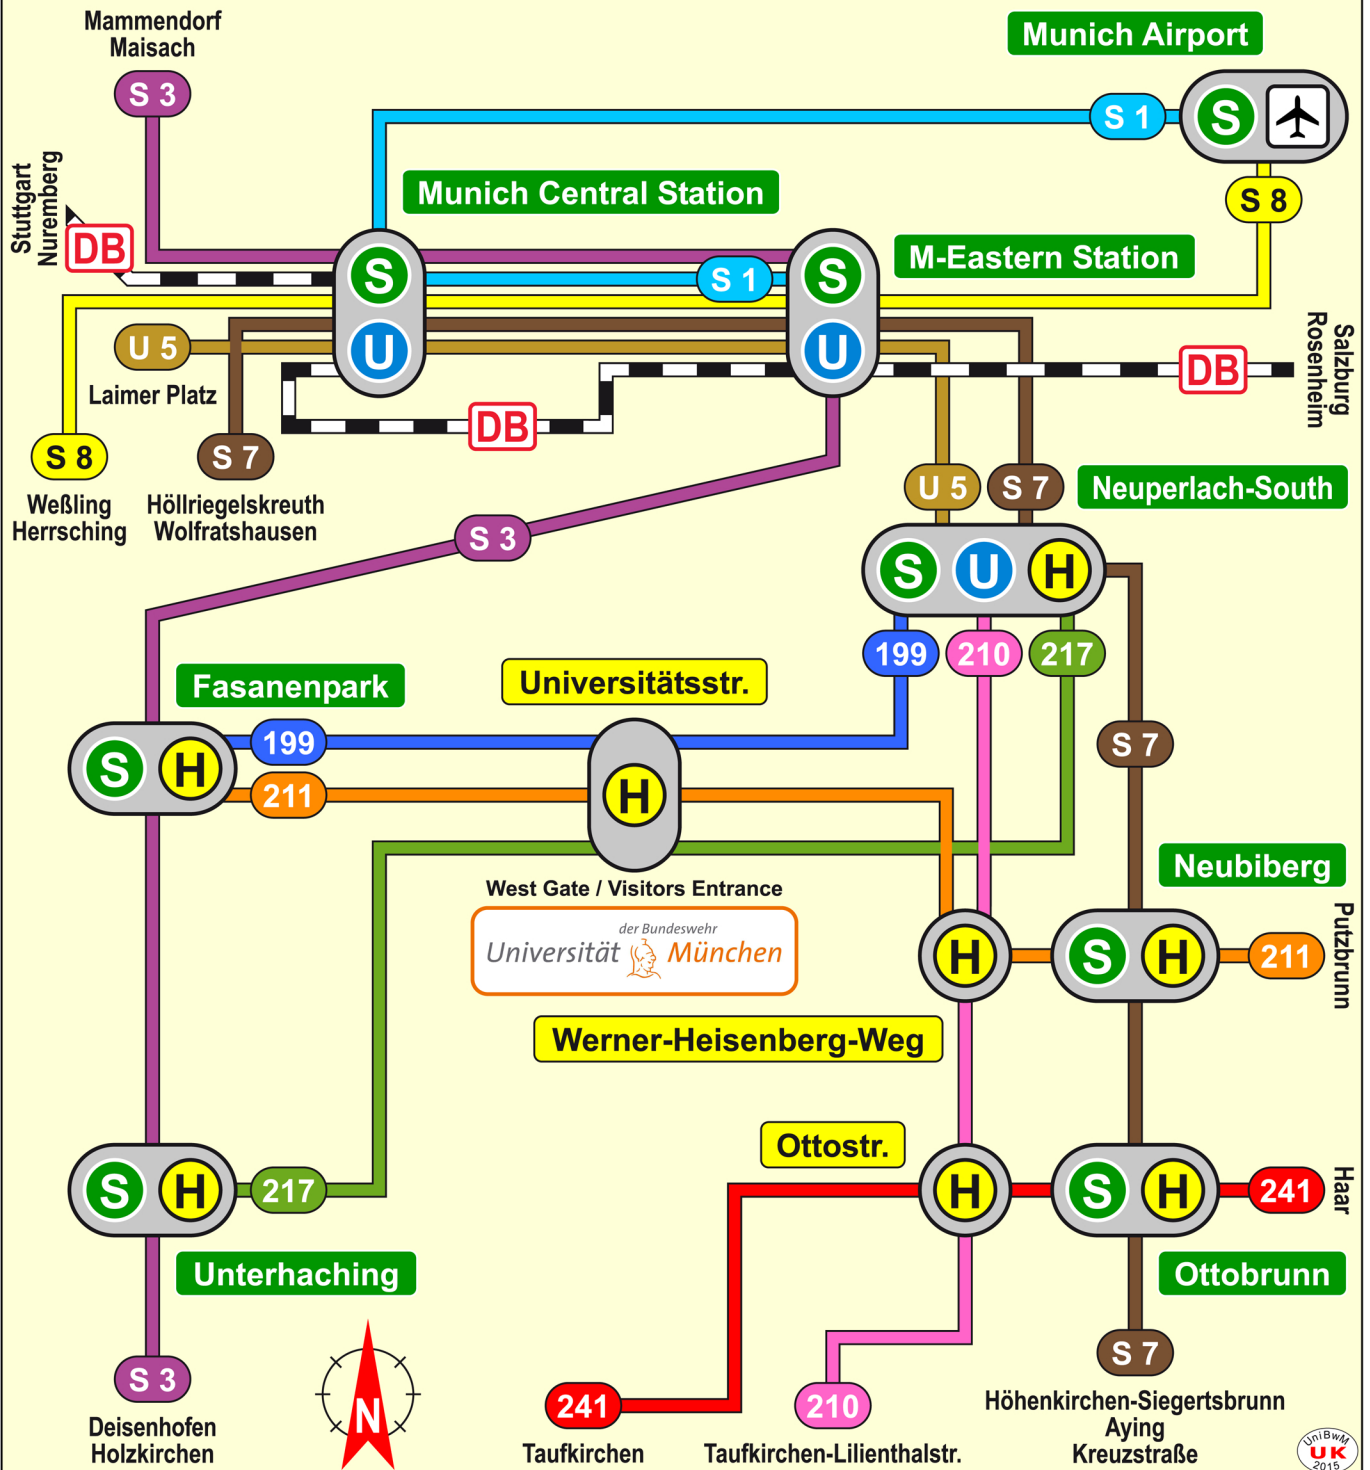 Mammendorf
Maisach
S 3
Munich Airport
S 1
S
S 8
Stuttgart
Nuremberg
DB
Munich Central Station
M-Eastern Station
S
S 1
S
U 5
U
U
Laimer Platz
DB
DB
Salzburg
Rosenheim
S 8
S 7
Weßling
Herrsching
Höllriegelskreuth
Wolfratshausen
U 5
S 7
Neuperlach-South
S 3
S
U
H
199
210
217
Fasanenpark
Universitätsstr.
S
H
199
211
H
S 7
West Gate / Visitors Entrance
der Bundeswehr
Universität München
Neubiberg
H
S
H
211
Putzbrunn
Werner-Heisenberg-Weg
Ottostr.
S
H
217
H
S
H
241
Haar
Unterhaching
Ottobrunn
S 3
Deisenhofen
Holzkirchen
N
241
Taufkirchen
210
Taufkirchen-Lilienthalstr.
S 7
Höhenkirchen-Siegertsbrunn
Aying
Kreuzstraße
UniBwM
UK
2015